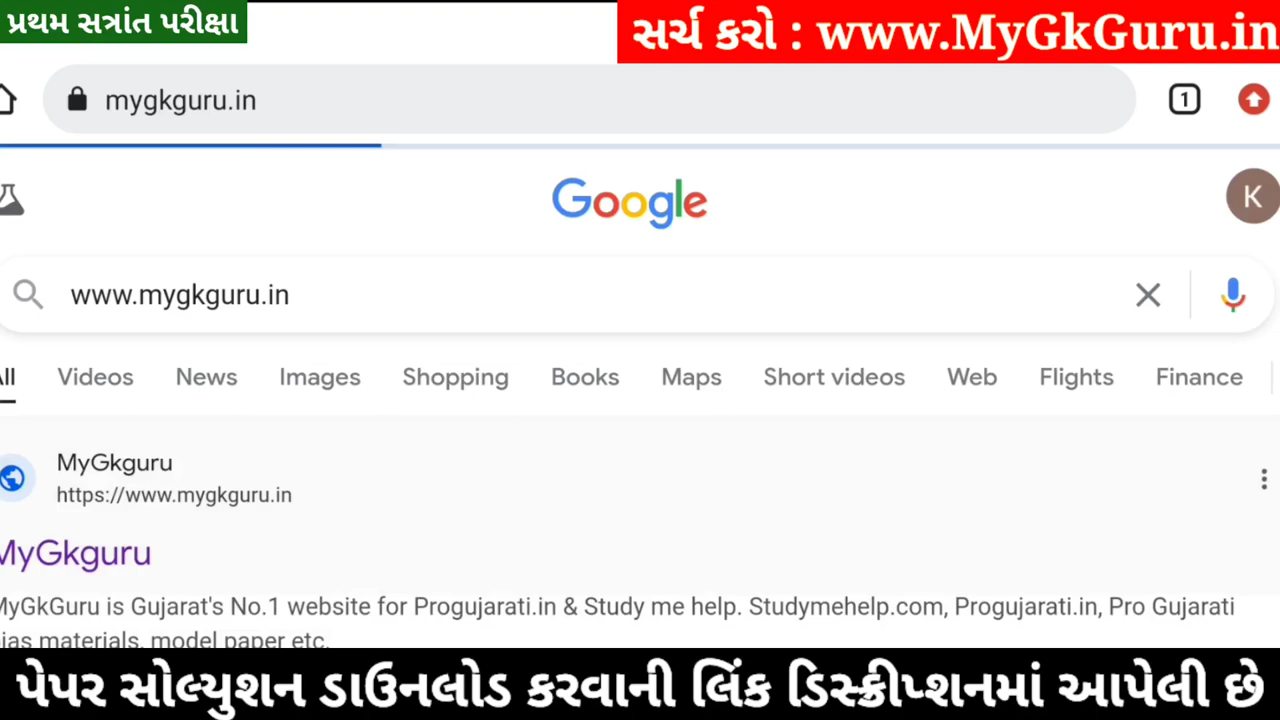 પ્રથમ સત્રાંત પરીક્ષા
સર્ચ કરો : www.MyGkGuru.in
mygkguru.in
1
Google
K
www.mygkguru.in
All Videos News Images Shopping Books Maps Short videos Web Flights Finance
MyGkguru
https://www.mygkguru.in
MyGkguru
MyGkGuru is Gujarat's No.1 website for Progujarati.in & Study me help. Studymehelp.com, Progujarati.in, Pro Gujarati
materials, model paper etc.
પેપર સોલ્યુશન ડાઉનલોડ કરવાની લિંક ડિસ્ક્રીપ્શનમાં આપેલી છે